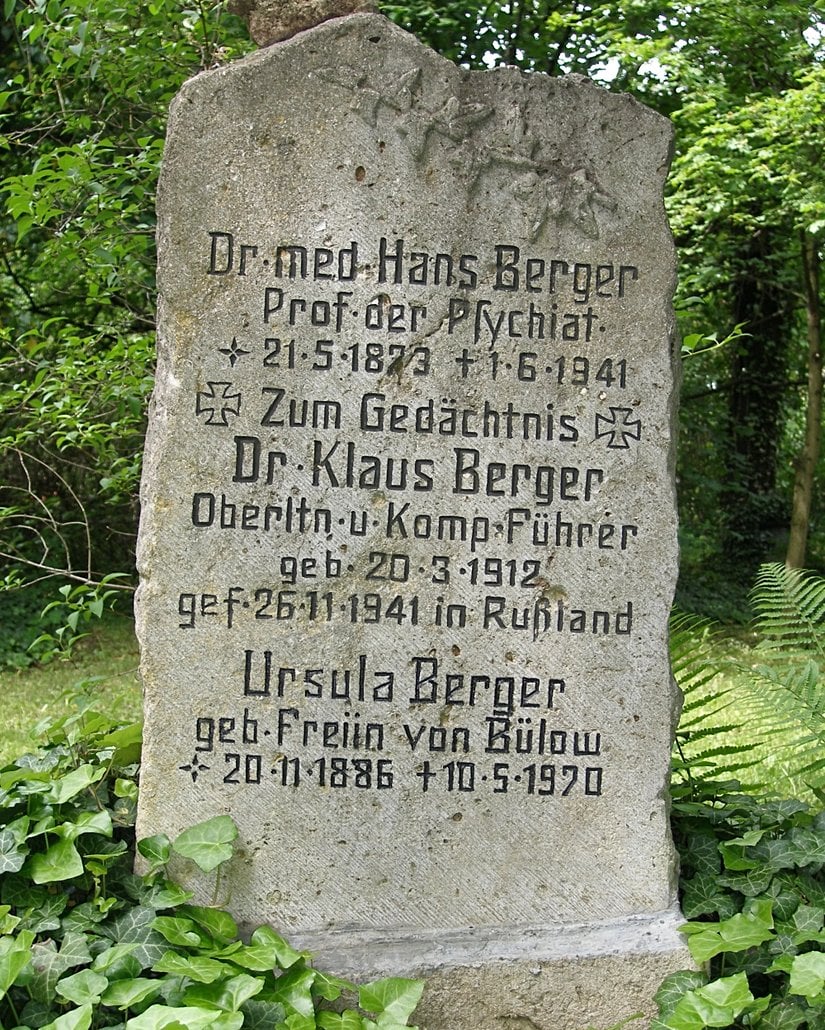 Dr·med·Hans Berger
Prof·der Pſychiat·
21·5·1873 †1·6·1941
Zum Gedächtnis
Dr·Klaus Berger
Oberltn·u·Komp·Führer
geb·20·3·1912
gef·26·11·1941 in Rußland
Ursula Berger
geb·Freiin von Bülow
20·11·1886 †10·5·1970